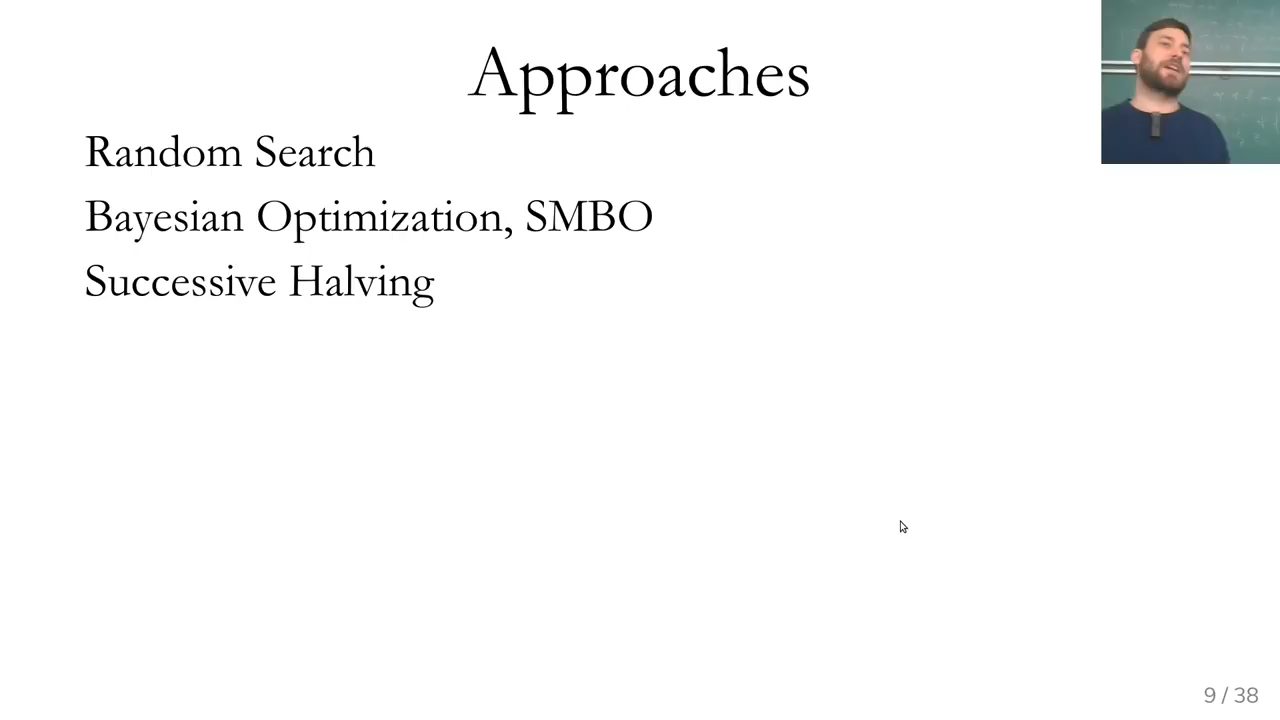 Approaches
Random Search
Bayesian Optimization, SMBO
Successive Halving
9 / 38